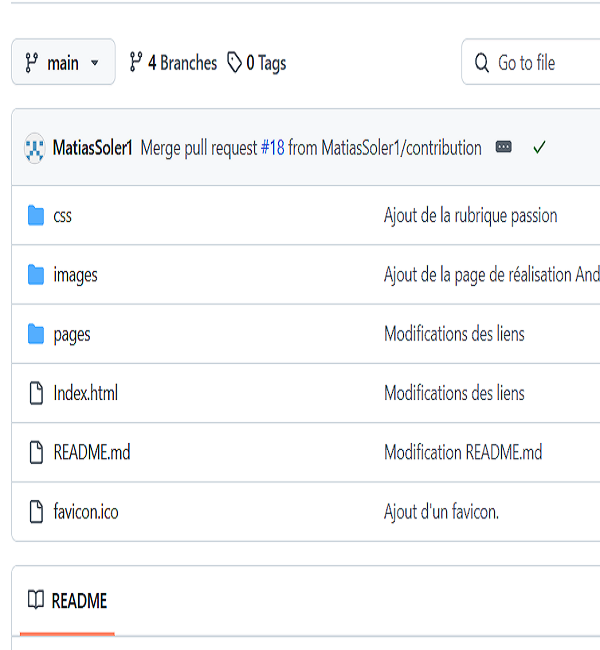 main 4 Branches 0 Tags Go to file
MatiasSoler1 Merge pull request #18 from MatiasSoler1/contribution
css Ajout de la rubrique passion
images Ajout de la page de réalisation And
pages Modifications des liens
Index.html Modifications des liens
README.md Modification README.md
favicon.ico Ajout d'un favicon.
README